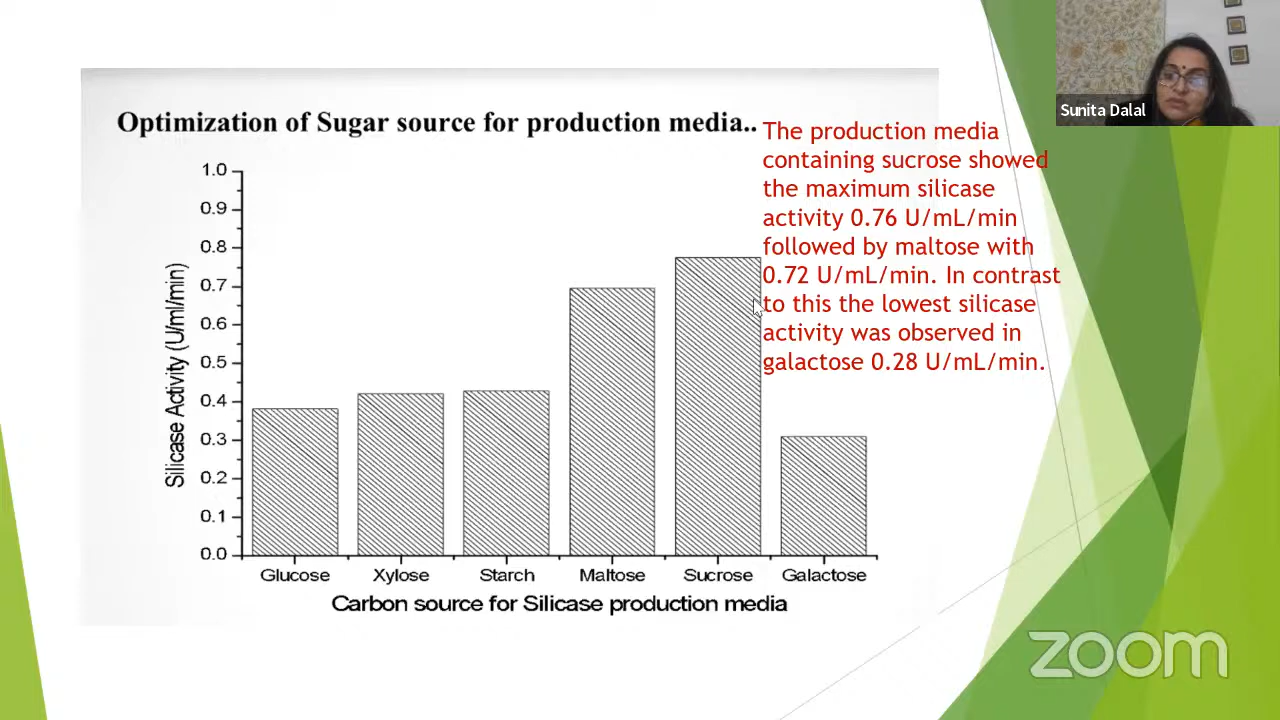 Sunita Dalal
Optimization of Sugar source for production media..
The production media
containing sucrose showed
the maximum silicase
activity 0.76 U/mL/min
followed by maltose with
0.72 U/mL/min. In contrast
to this the lowest silicase
activity was observed in
galactose 0.28 U/mL/min.
1.0
0.9
0.8
0.7
0.6
0.5
0.4
0.3
0.2
0.1
0.0
Silicase Activity (U/ml/min)
Glucose Xylose Starch Maltose Sucrose Galactose
Carbon source for Silicase production media
zoom